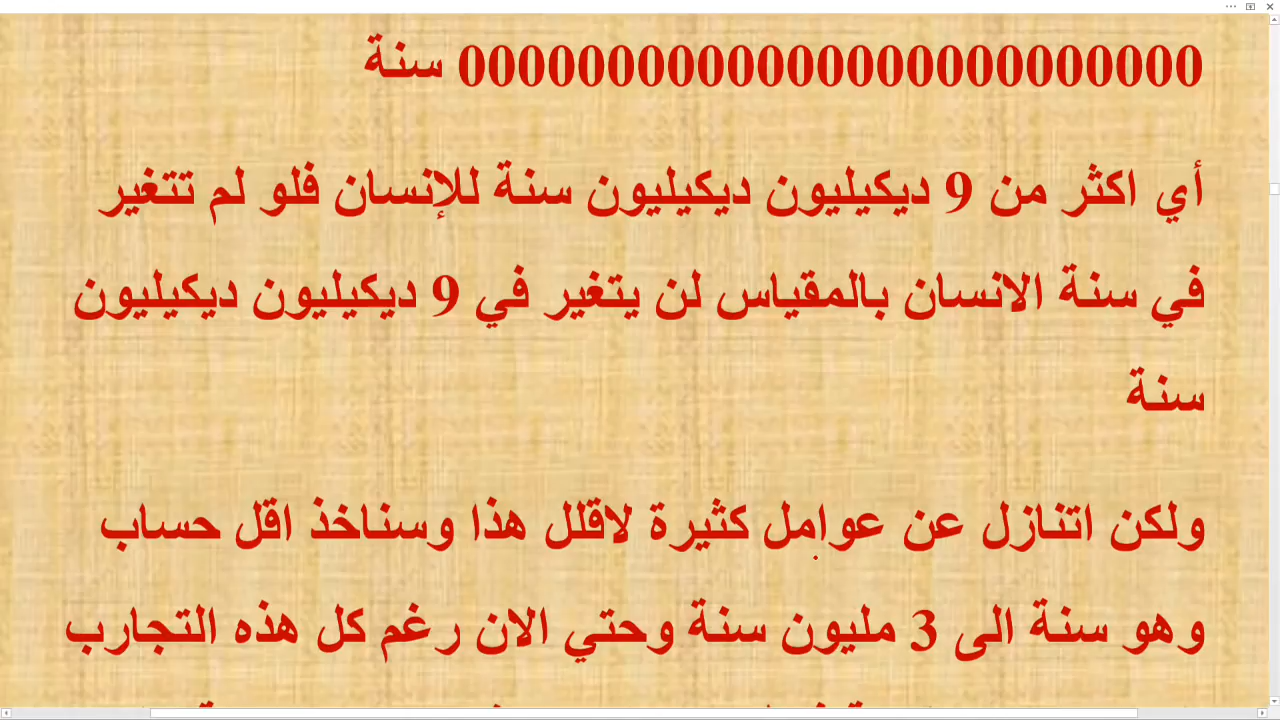 0000000000000000000000000 سنة
أي اكثر من 9 ديكيليون ديكيليون سنة للإنسان فلو لم تتغير
في سنة الانسان بالمقياس لن يتغير في 9 ديكيليون ديكيليون
سنة
ولكن اتنازل عن عوامل كثيرة لاقلل هذا وسناخذ اقل حساب
وهو سنة الى 3 مليون سنة وحتي الان رغم كل هذه التجارب